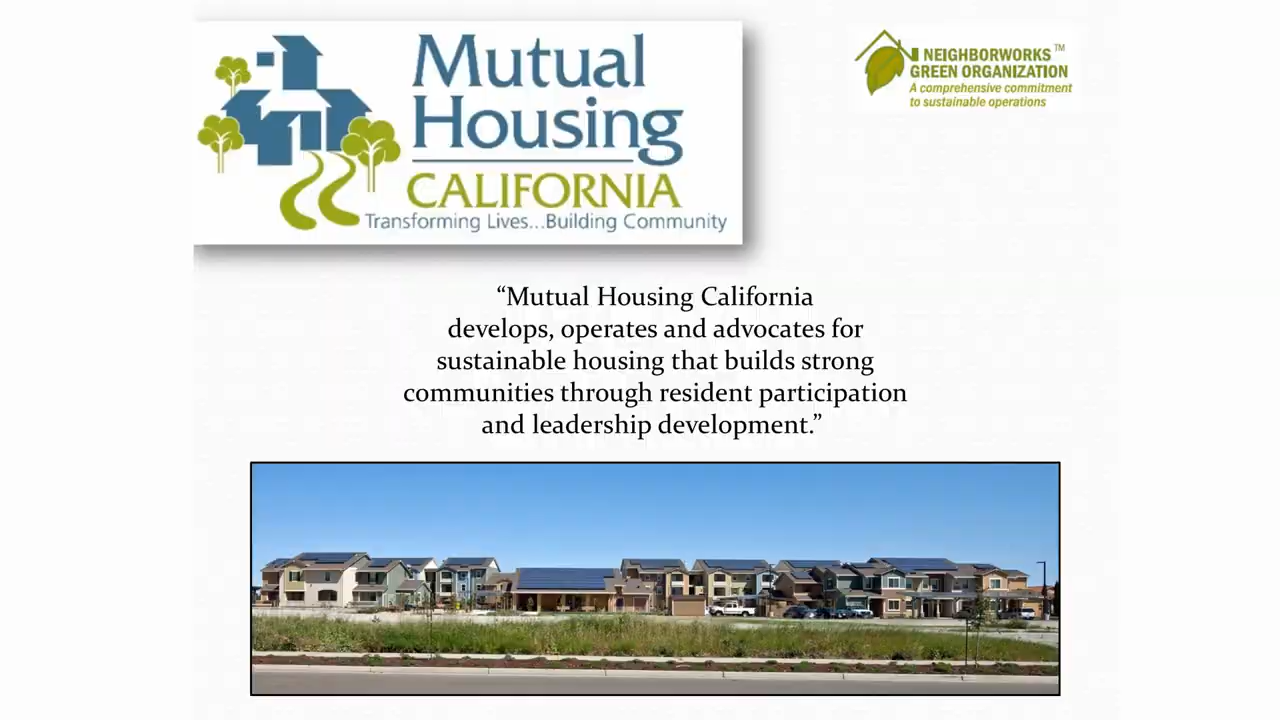 Mutual
Housing
CALIFORNIA
Transforming Lives...Building Community
NEIGHBORWORKS™
GREEN ORGANIZATION
A comprehensive commitment
to sustainable operations
“Mutual Housing California
develops, operates and advocates for
sustainable housing that builds strong
communities through resident participation
and leadership development.”